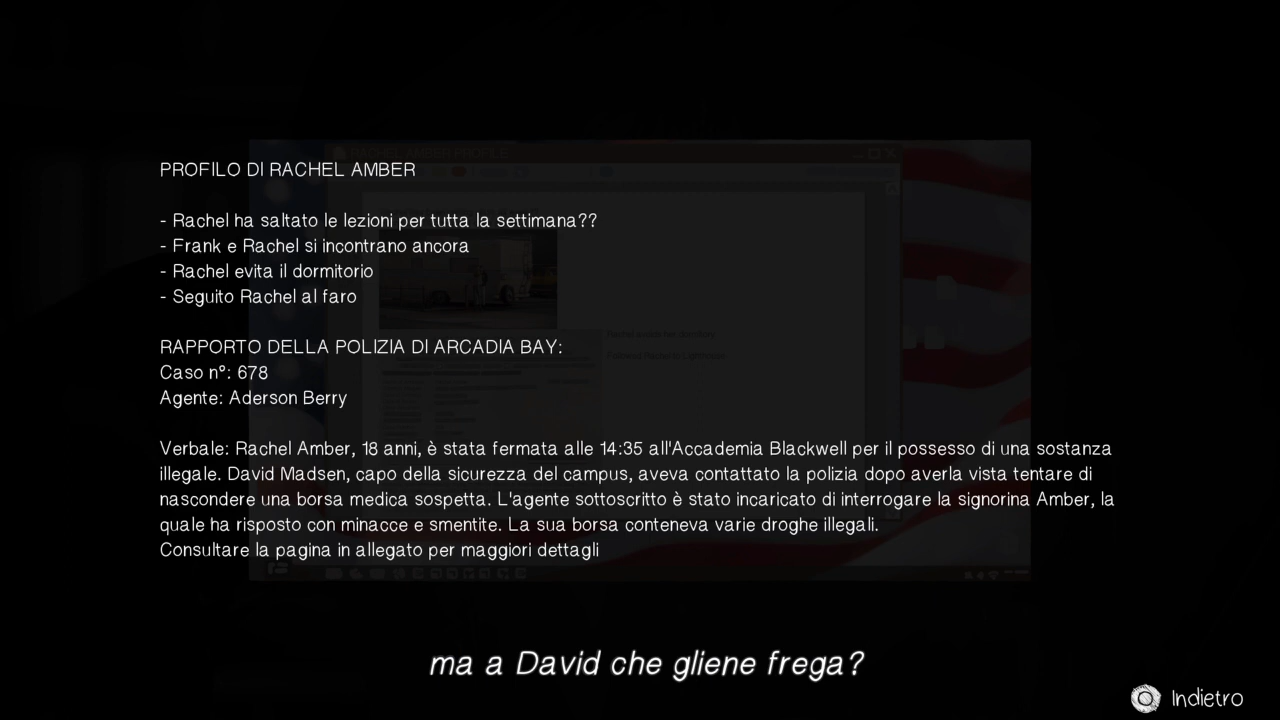 RACHEL AMBER PROFILE
PROFILO DI RACHEL AMBER
- Rachel ha saltato le lezioni per tutta la settimana??
- Frank e Rachel si incontrano ancora
- Rachel evita il dormitorio
- Seguito Rachel al faro
RAPPORTO DELLA POLIZIA DI ARCADIA BAY:
Caso n°: 678
Agente: Aderson Berry
Verbale: Rachel Amber, 18 anni, è stata fermata alle 14:35 all'Accademia Blackwell per il possesso di una sostanza
illegale. David Madsen, capo della sicurezza del campus, aveva contattato la polizia dopo averla vista tentare di
nascondere una borsa medica sospetta. L'agente sottoscritto è stato incaricato di interrogare la signorina Amber, la
quale ha risposto con minacce e smentite. La sua borsa conteneva varie droghe illegali.
Consultare la pagina in allegato per maggiori dettagli
ma a David che gliene frega?
Indietro